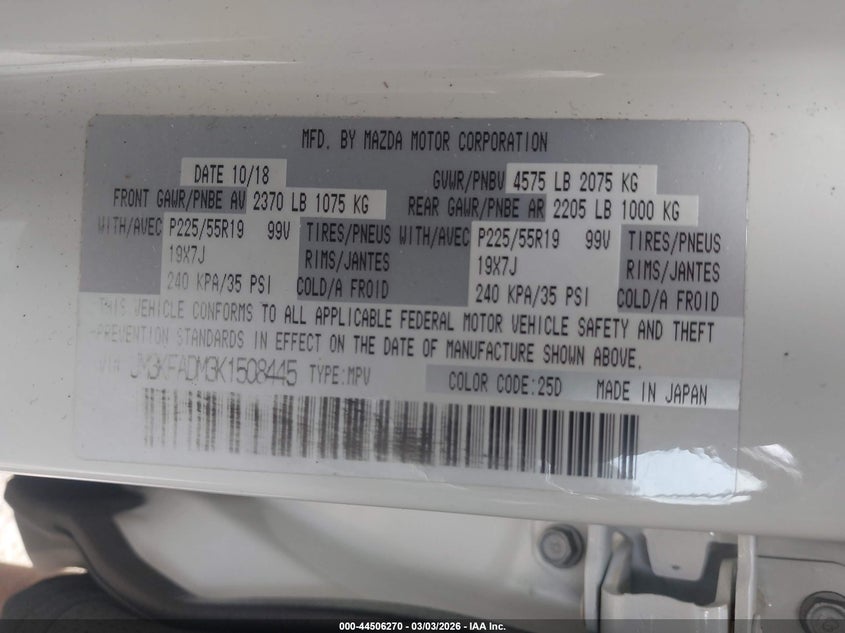 MFD. BY MAZDA MOTOR CORPORATION
DATE 10/18 GVWR/PNBV 4575 LB 2075 KG
FRONT GAWR/PNBE AV 2370 LB 1075 KG REAR GAWR/PNBE AR 2205 LB 1000 KG
WITH/AVEC P225/55R19 99V TIRES/PNEUS WITH/AVEC P225/55R19 99V TIRES/PNEUS
19X7J RIMS/JANTES 19X7J RIMS/JANTES
240 KPA/35 PSI COLD/A FROID 240 KPA/35 PSI COLD/A FROID
THIS VEHICLE CONFORMS TO ALL APPLICABLE FEDERAL MOTOR VEHICLE SAFETY AND THEFT
PREVENTION STANDARDS IN EFFECT ON THE DATE OF MANUFACTURE SHOWN ABOVE.
VIN: JM3KFADM3K1508445 TYPE:MPV COLOR CODE:25D MADE IN JAPAN
000-44506270 - 03/03/2026 - IAA Inc.